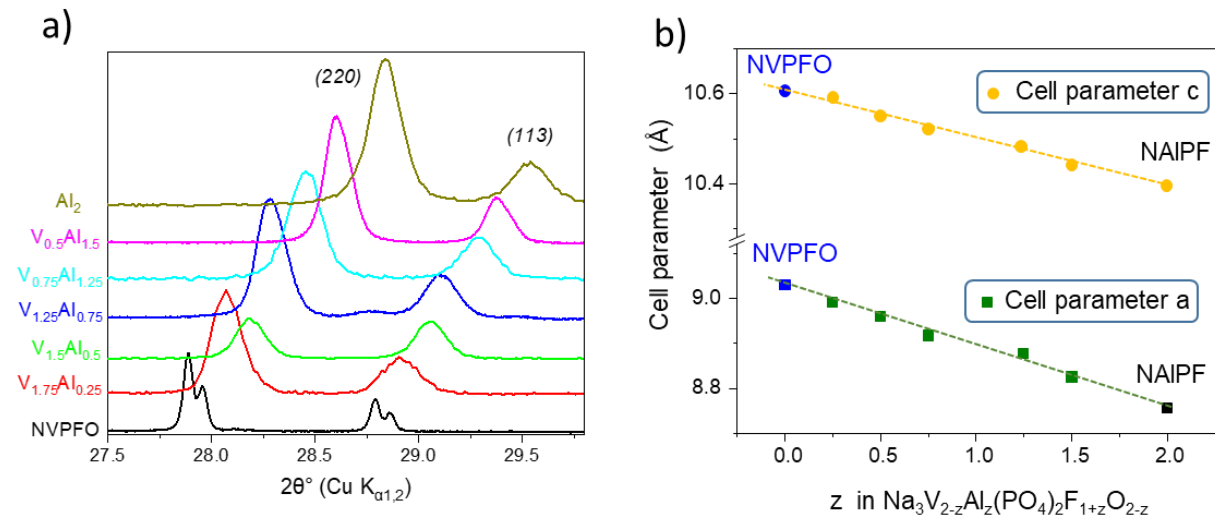 a)
(220)
(113)
Al₂
V₀.₅Al₁.₅
V₀.₇₅Al₁.₂₅
V₁.₂₅Al₀.₇₅
V₁.₅Al₀.₅
V₁.₇₅Al₀.₂₅
NVPFO
27.5 28.0 28.5 29.0 29.5
2θ° (Cu Kα1,2)
b)
NVPFO
Cell parameter c
10.6
NAlPF
10.4
Cell parameter (Å)
NVPFO
9.0
Cell parameter a
NAlPF
8.8
0.0 0.5 1.0 1.5 2.0
z in Na₃V₂₋zAlz(PO₄)₂F₁₊zO₂₋z